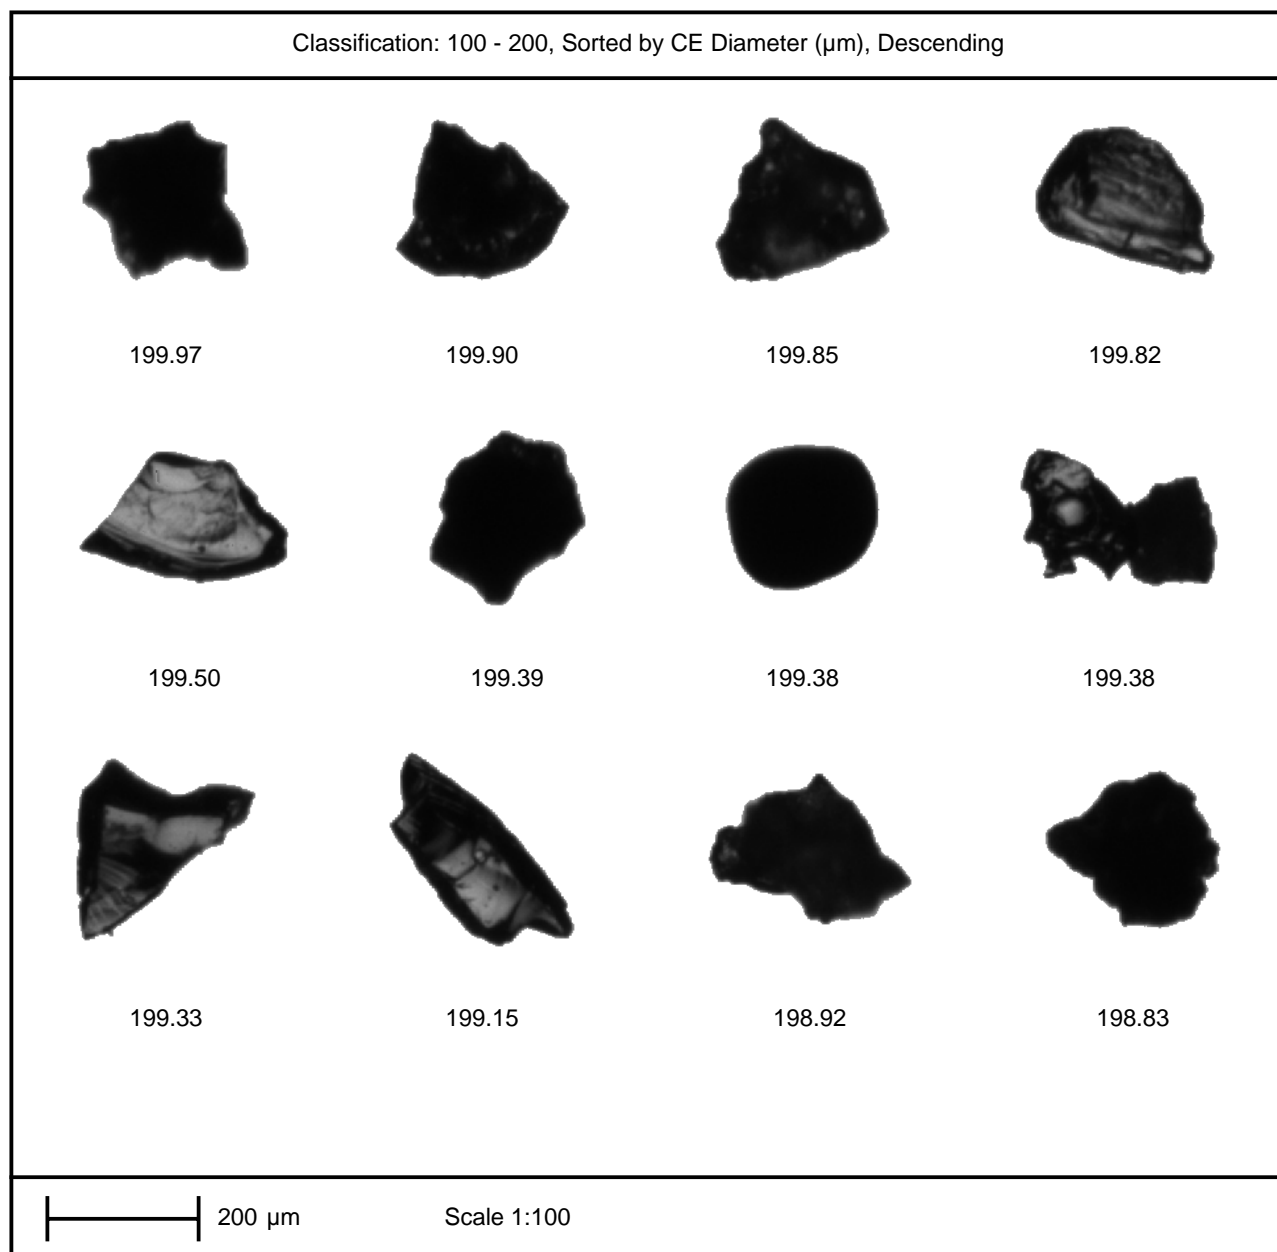 Classification: 100 - 200, Sorted by CE Diameter (µm), Descending
199.97 199.90 199.85 199.82
199.50 199.39 199.38 199.38
199.33 199.15 198.92 198.83
200 µm Scale 1:100